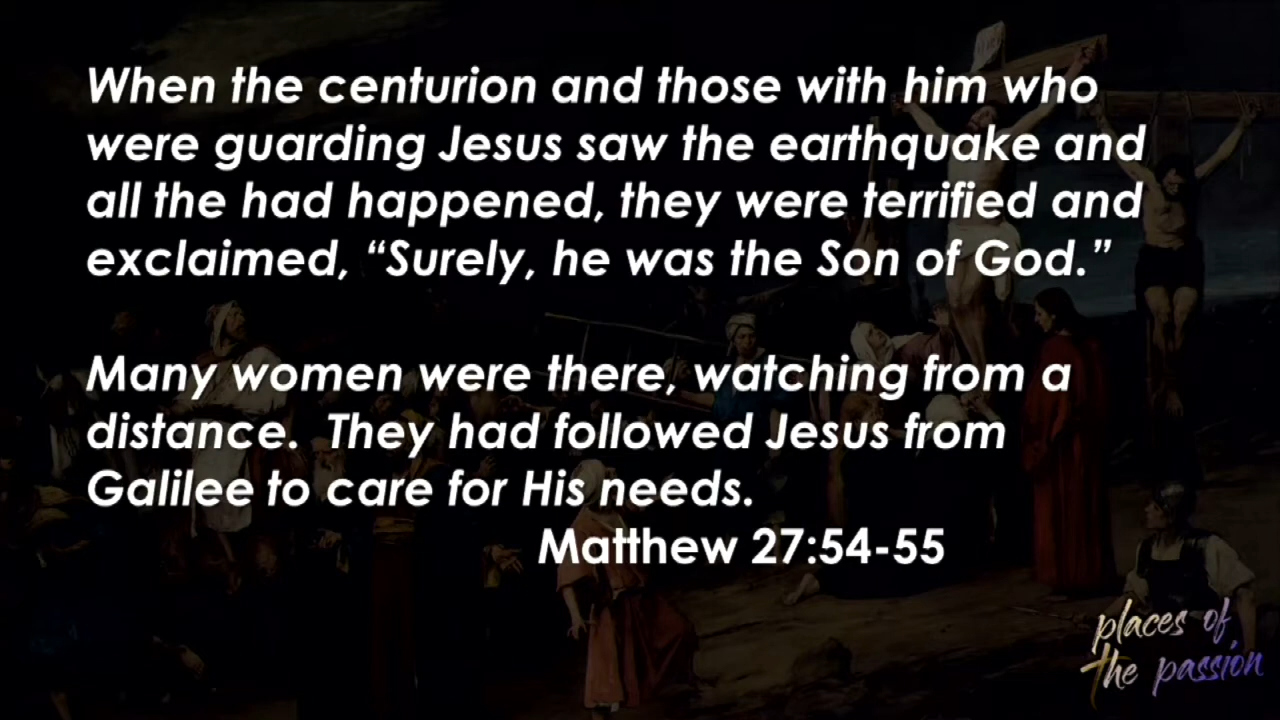 When the centurion and those with him who
were guarding Jesus saw the earthquake and
all the had happened, they were terrified and
exclaimed, “Surely, he was the Son of God.”
Many women were there, watching from a
distance.  They had followed Jesus from
Galilee to care for His needs.
Matthew 27:54-55
places of
the passion